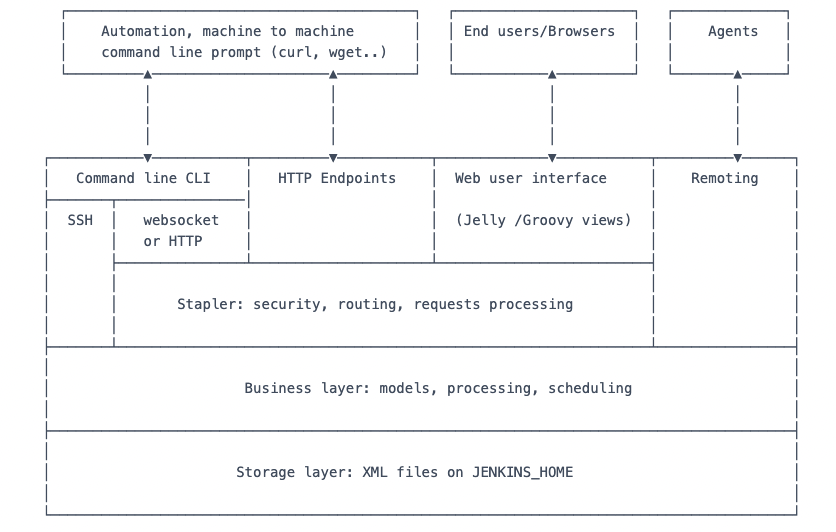 Automation, machine to machine
command line prompt (curl, wget..)
End users/Browsers
Agents
Command line CLI
HTTP Endpoints
Web user interface
Remoting
SSH
websocket
or HTTP
(Jelly /Groovy views)
Stapler: security, routing, requests processing
Business layer: models, processing, scheduling
Storage layer: XML files on JENKINS_HOME